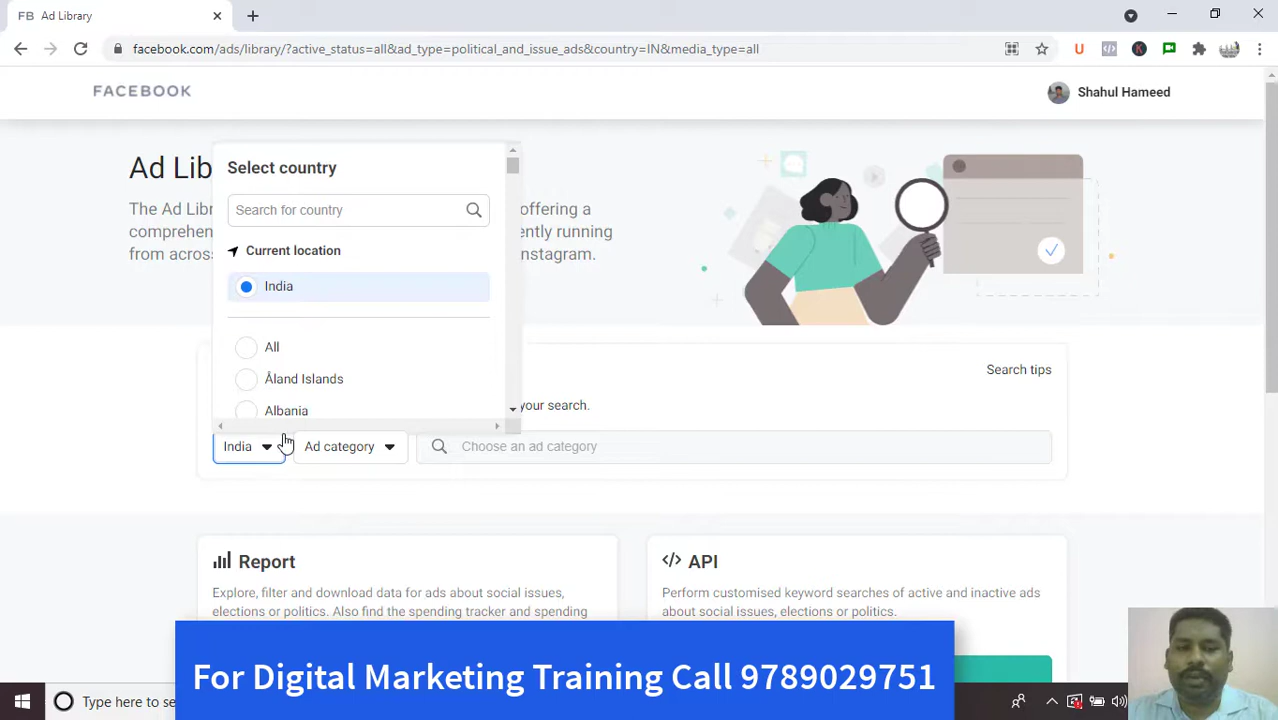 FB Ad Library
facebook.com/ads/library/?active_status=all&ad_type=political_and_issue_ads&country=IN&media_type=all
FACEBOOK
Shahul Hameed
Ad Lib
The Ad Libr
comprehen
from acros
offering a
ently running
nstagram.
Select country
Search for country
Current location
India
All
Åland Islands
Albania
Search tips
your search.
India
Ad category
Choose an ad category
Report
Explore, filter and download data for ads about social issues,
elections or politics. Also find the spending tracker and spending
</> API
Perform customised keyword searches of active and inactive ads
about social issues, elections or politics.
For Digital Marketing Training Call 9789029751
Type here to se